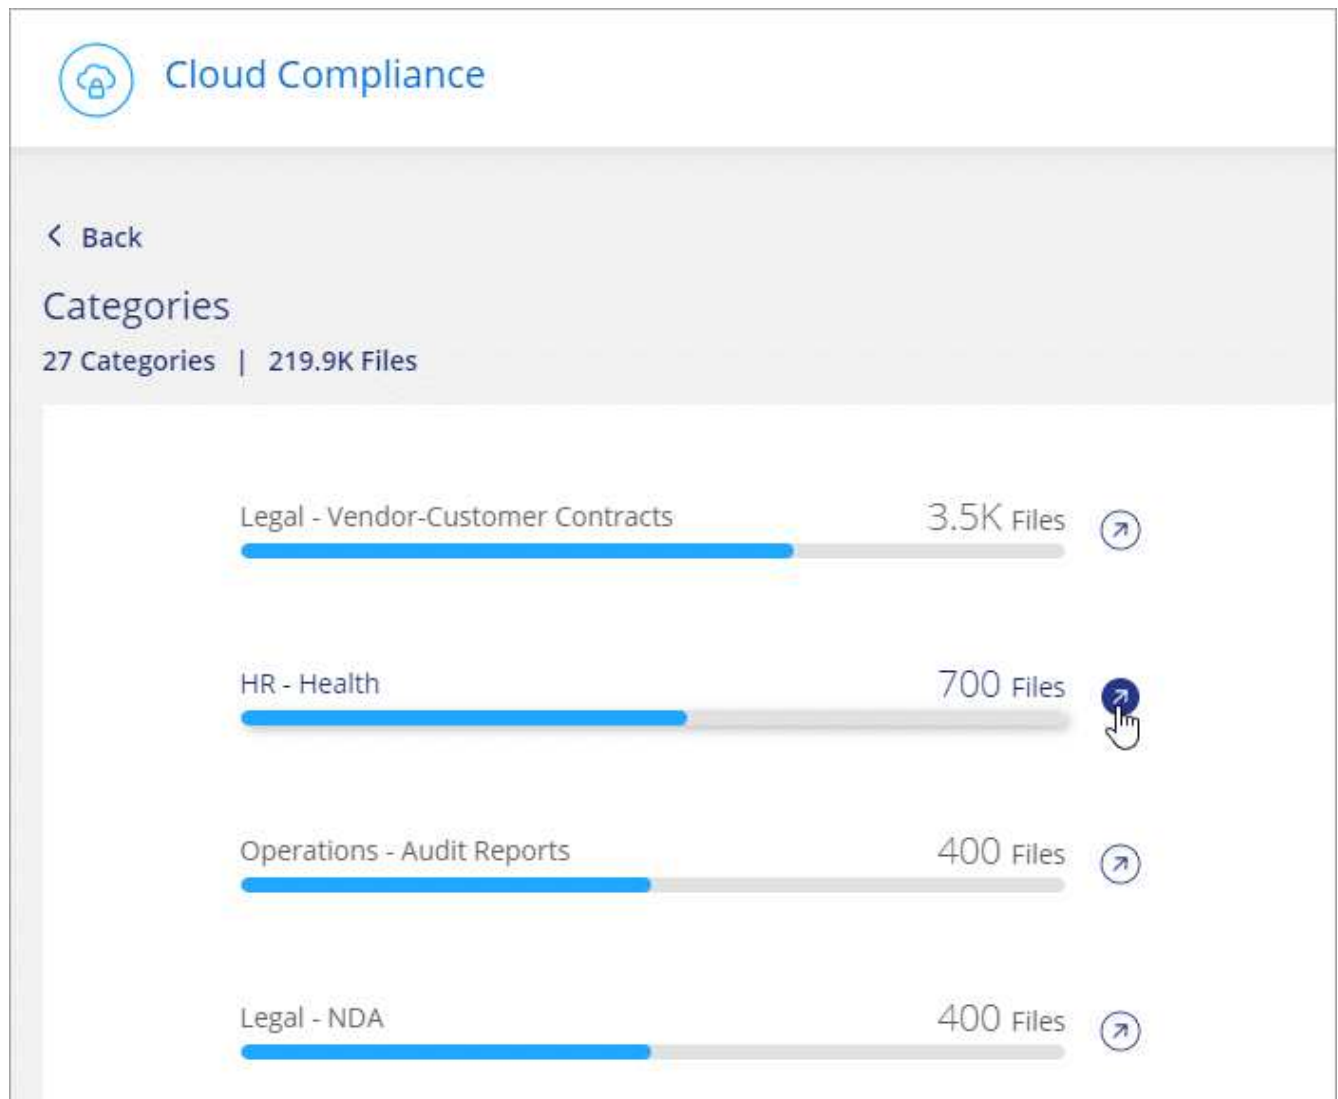 Cloud Compliance
Back
Categories
27 Categories | 219.9K Files
Legal - Vendor-Customer Contracts 3.5K Files
HR - Health 700 Files
Operations - Audit Reports 400 Files
Legal - NDA 400 Files